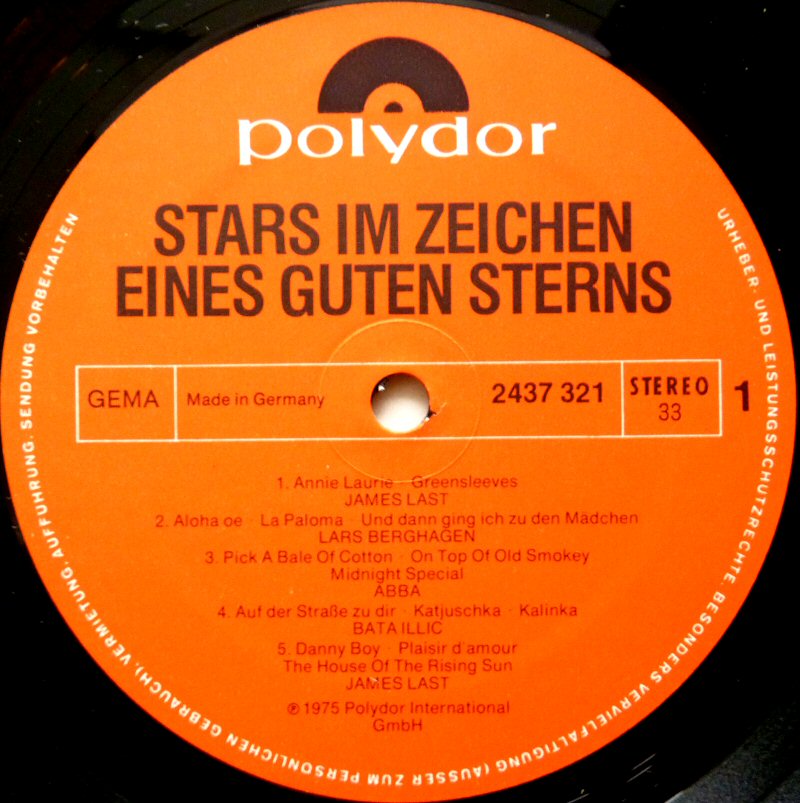 polydor
STARS IM ZEICHEN
EINES GUTEN STERNS
GEMA
Made in Germany
2437 321
STEREO
33
1
1. Annie Laurie · Greensleeves
JAMES LAST
2. Aloha oe · La Paloma · Und dann ging ich zu den Mädchen
LARS BERGHAGEN
3. Pick A Bale Of Cotton · On Top Of Old Smokey
Midnight Special
ABBA
4. Auf der Straße zu dir · Katjuschka · Kalinka
BATA ILLIC
5. Danny Boy · Plaisir d'amour
The House Of The Rising Sun
JAMES LAST
℗ 1975 Polydor International
GmbH
URHEBER- UND LEISTUNGSSCHUTZRECHTE, BESONDERS VERVIELFÄLTIGUNG (AUSSER ZUM PERSÖNLICHEN GEBRAUCH), VERMIETUNG, AUFFÜHRUNG, SENDUNG VORBEHALTEN